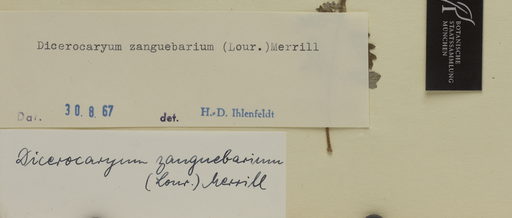 Dicerocaryum zanguebarium (Lour.)Merrill
Dat. 30.8.67 det. H.-D. Ihlenfeldt
Dicerocaryum zanguebarium
(Lour.) Merrill
BOTANISCHE
STAATSSAMMLUNG
MÜNCHEN